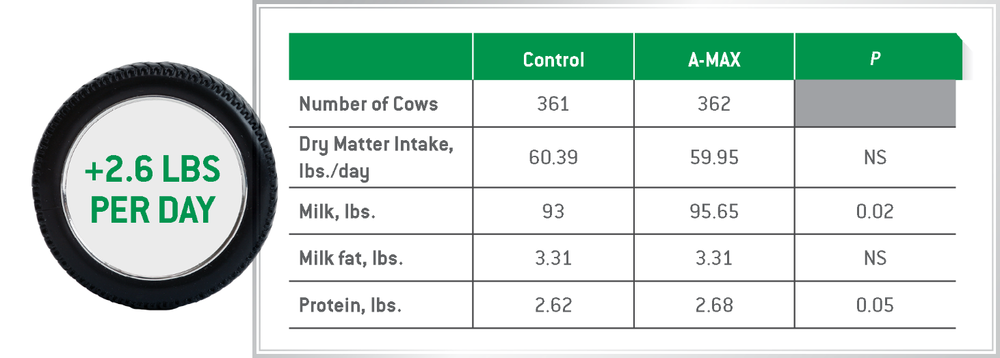 +2.6 LBS
PER DAY
Control A-MAX P
Number of Cows 361 362
Dry Matter Intake,
lbs./day 60.39 59.95 NS
Milk, lbs. 93 95.65 0.02
Milk fat, lbs. 3.31 3.31 NS
Protein, lbs. 2.62 2.68 0.05